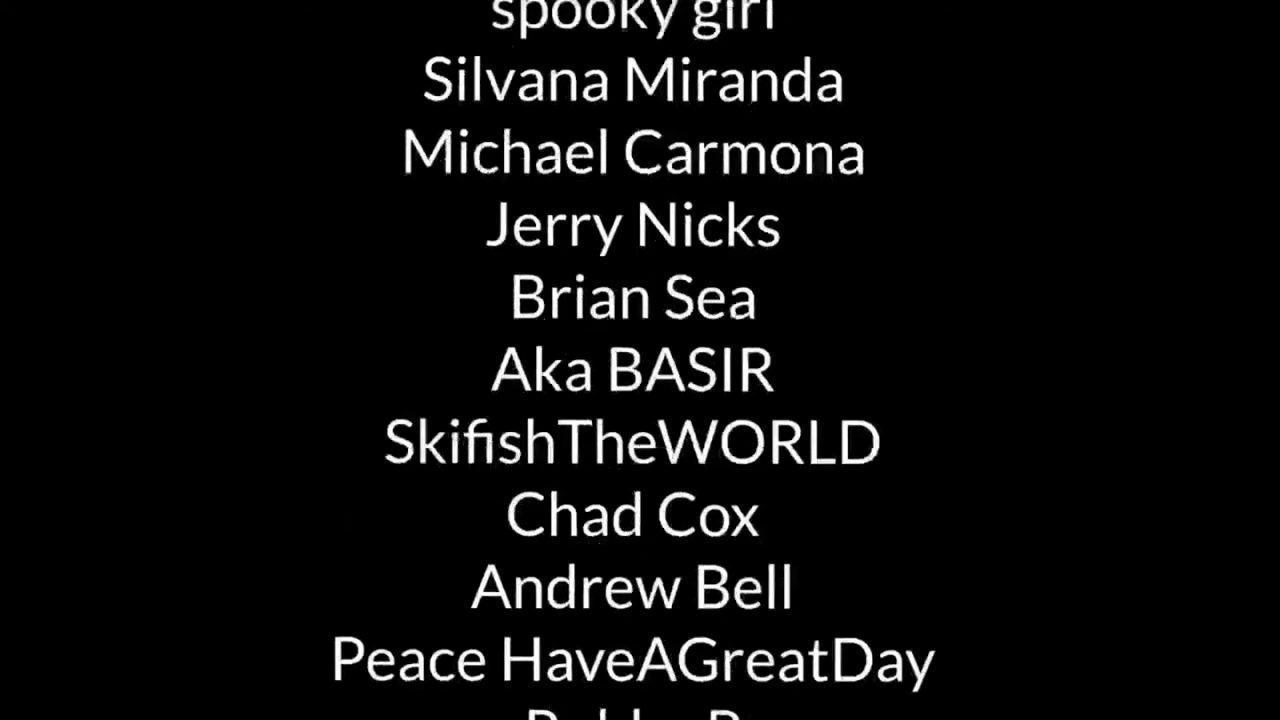 spooky girl
Silvana Miranda
Michael Carmona
Jerry Nicks
Brian Sea
Aka BASIR
SkifishTheWORLD
Chad Cox
Andrew Bell
Peace HaveAGreatDay